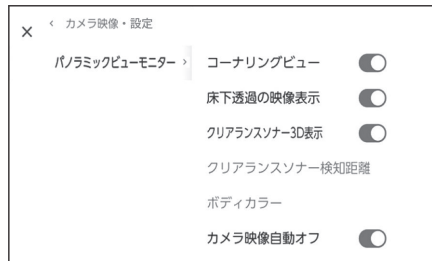 × ‹ カメラ映像・設定
パノラミックビューモニター ›
コーナリングビュー
床下透過の映像表示
クリアランスソナー3D表示
クリアランスソナー検知距離
ボディカラー
カメラ映像自動オフ